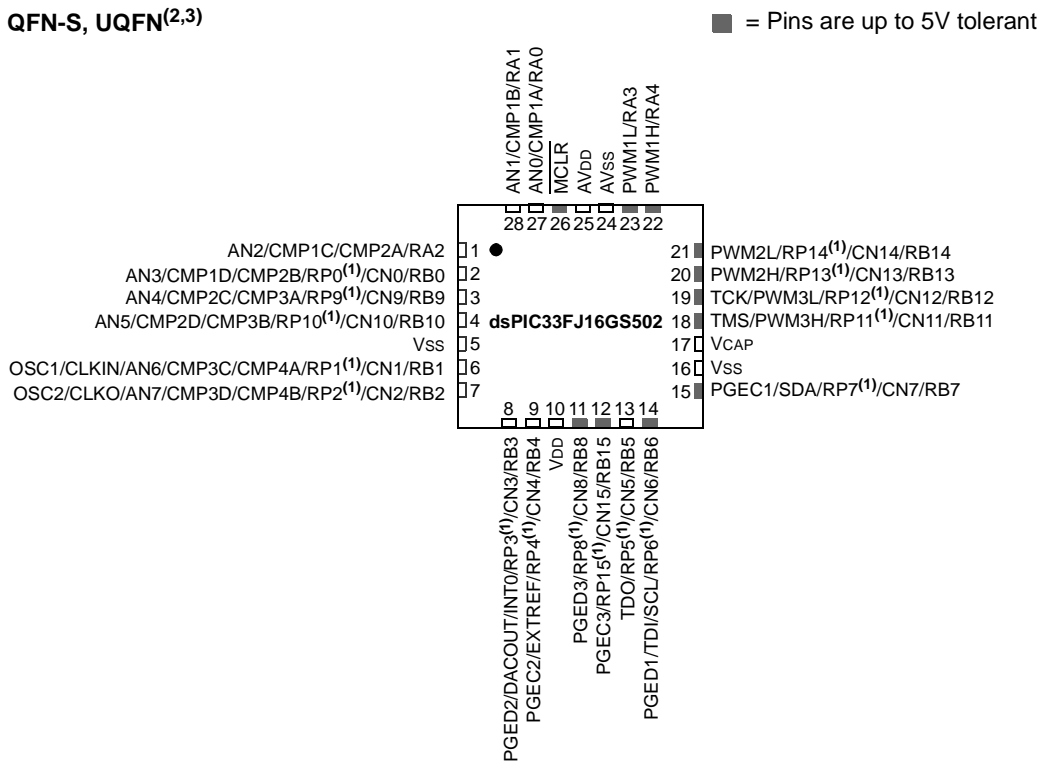 QFN-S, UQFN(2,3)
= Pins are up to 5V tolerant
AN1/CMP1B/RA1
AN0/CMP1A/RA0
MCLR
AVDD
AVSS
PWM1L/RA3
PWM1H/RA4
28 27 26 25 24 23 22
AN2/CMP1C/CMP2A/RA2 1
AN3/CMP1D/CMP2B/RP0(1)/CN0/RB0 2
AN4/CMP2C/CMP3A/RP9(1)/CN9/RB9 3
AN5/CMP2D/CMP3B/RP10(1)/CN10/RB10 4
VSS 5
OSC1/CLKIN/AN6/CMP3C/CMP4A/RP1(1)/CN1/RB1 6
OSC2/CLKO/AN7/CMP3D/CMP4B/RP2(1)/CN2/RB2 7
dsPIC33FJ16GS502
21 PWM2L/RP14(1)/CN14/RB14
20 PWM2H/RP13(1)/CN13/RB13
19 TCK/PWM3L/RP12(1)/CN12/RB12
18 TMS/PWM3H/RP11(1)/CN11/RB11
17 VCAP
16 VSS
15 PGEC1/SDA/RP7(1)/CN7/RB7
8 9 10 11 12 13 14
PGED2/DACOUT/INT0/RP3(1)/CN3/RB3
PGEC2/EXTREF/RP4(1)/CN4/RB4
VDD
PGED3/RP8(1)/CN8/RB8
PGEC3/RP15(1)/CN15/RB15
TDO/RP5(1)/CN5/RB5
PGED1/TDI/SCL/RP6(1)/CN6/RB6